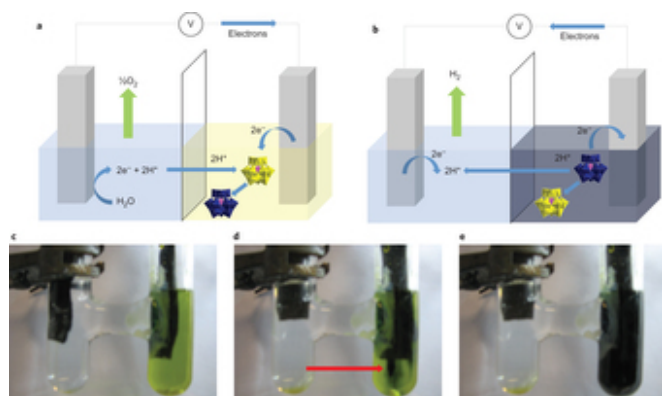 a
V
Electrons
½O₂
2e⁻
2H⁺
2e⁻ + 2H⁺
H₂O
b
V
Electrons
H₂
2e⁻
2e⁻
2H⁺
2H⁺
c
d
e